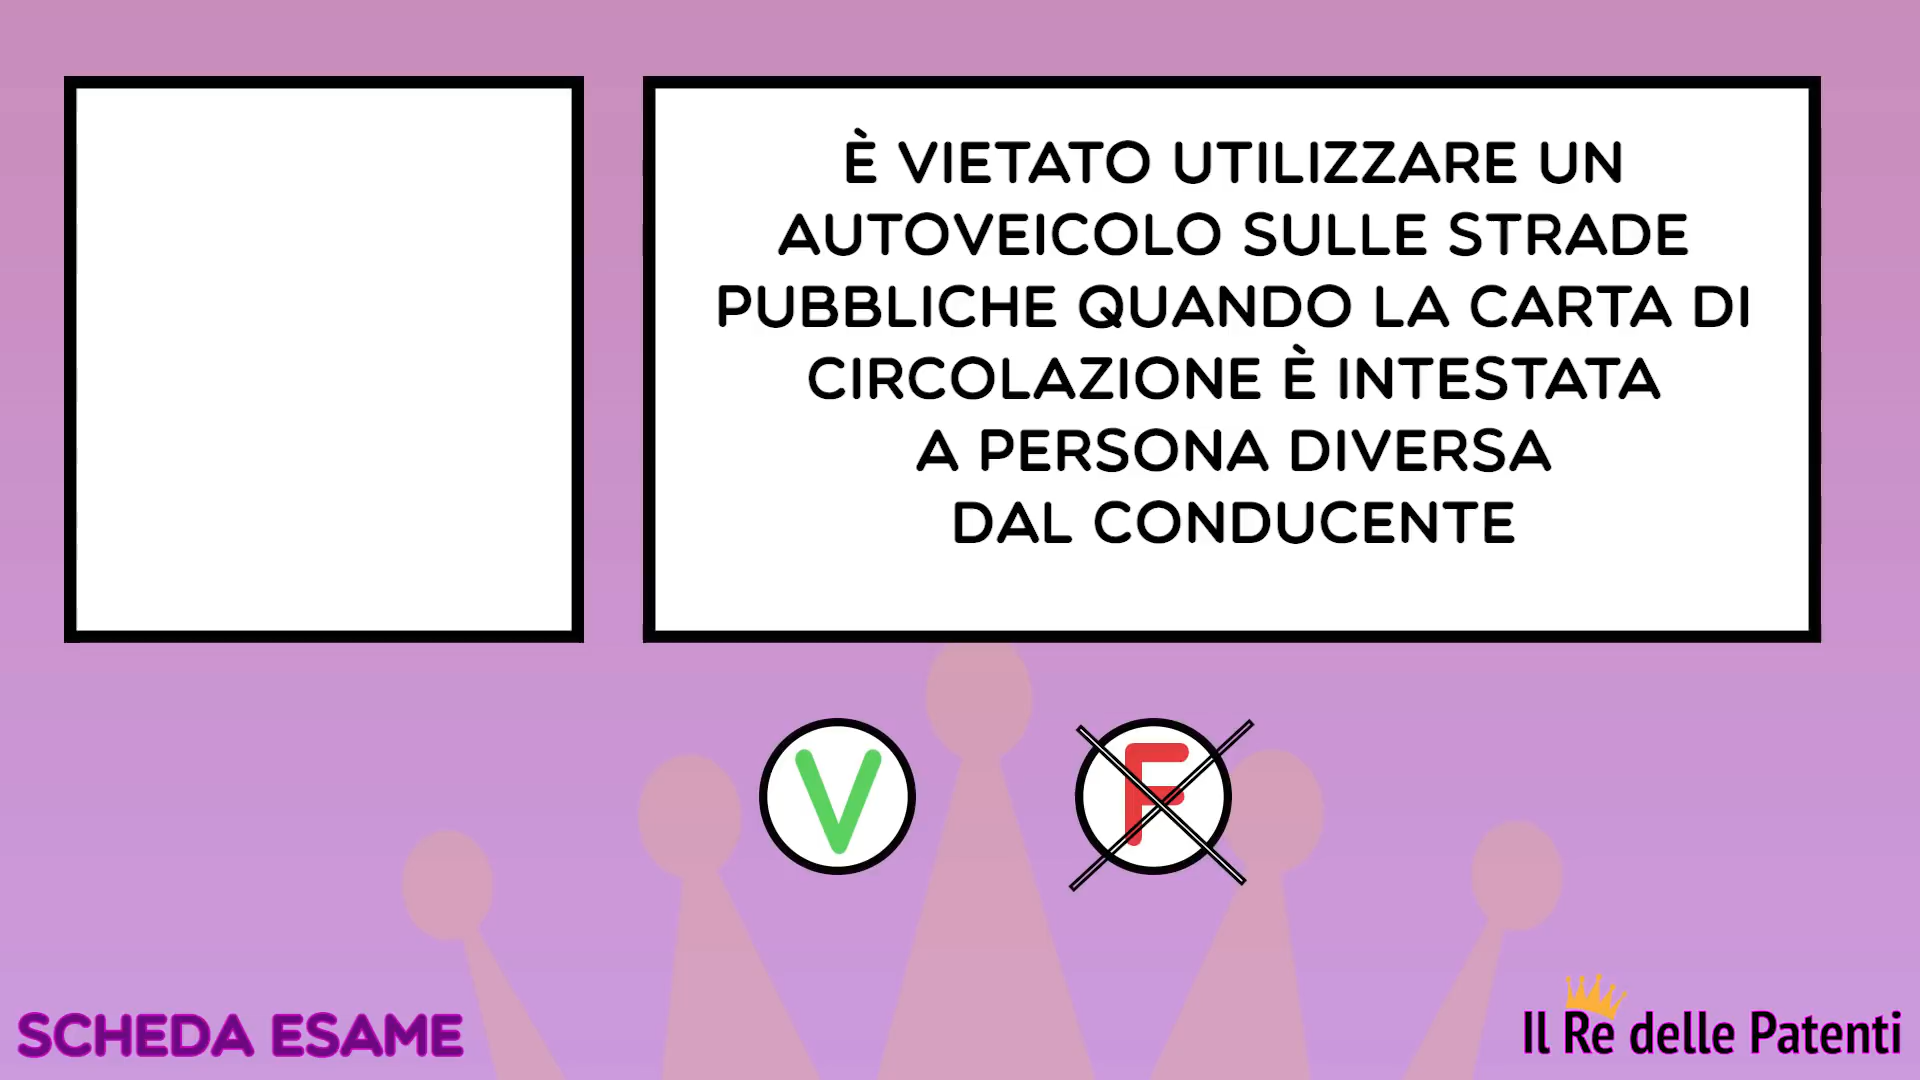 È VIETATO UTILIZZARE UN
AUTOVEICOLO SULLE STRADE
PUBBLICHE QUANDO LA CARTA DI
CIRCOLAZIONE È INTESTATA
A PERSONA DIVERSA
DAL CONDUCENTE
V F
SCHEDA ESAME
Il Re delle Patenti